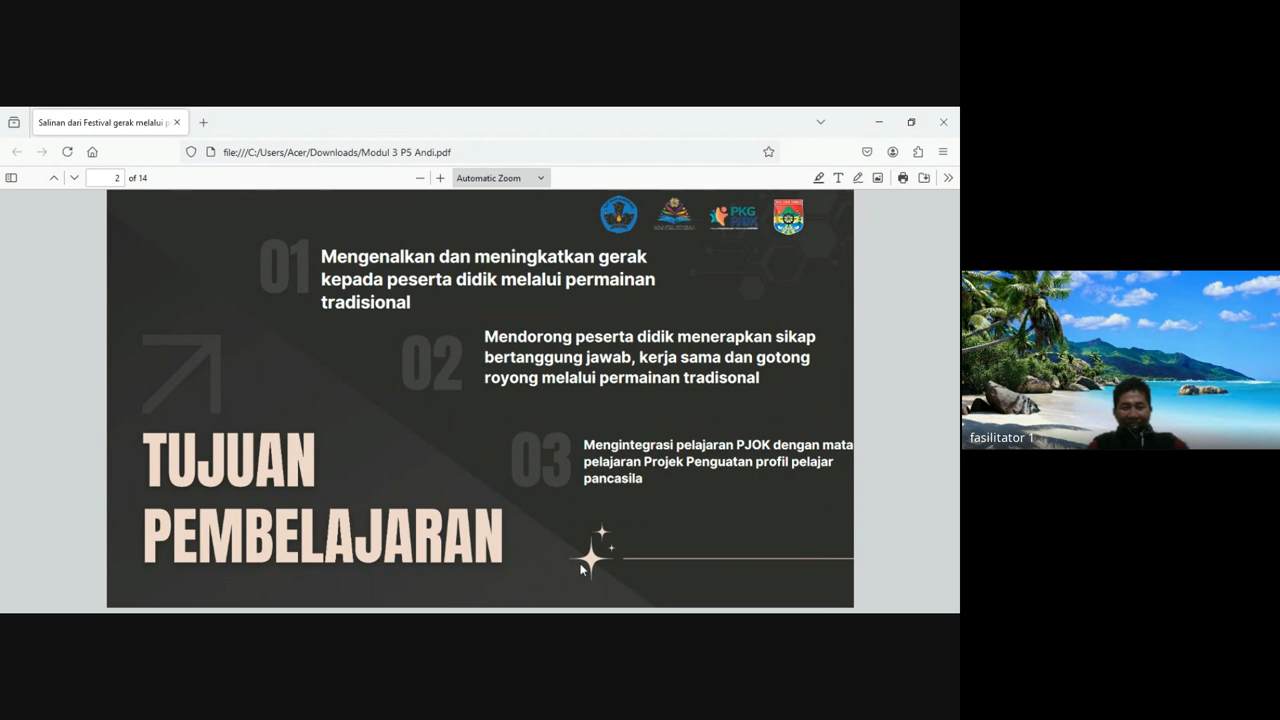 Salinan dari Festival gerak melalui p
file:///C:/Users/Acer/Downloads/Modul 3 P5 Andi.pdf
2 of 14
Automatic Zoom
PKG
01
Mengenalkan dan meningkatkan gerak
kepada peserta didik melalui permainan
tradisional
02
Mendorong peserta didik menerapkan sikap
bertanggung jawab, kerja sama dan gotong
royong melalui permainan tradisonal
03
Mengintegrasi pelajaran PJOK dengan mata
pelajaran Projek Penguatan profil pelajar
pancasila
TUJUAN
PEMBELAJARAN
fasilitator 1